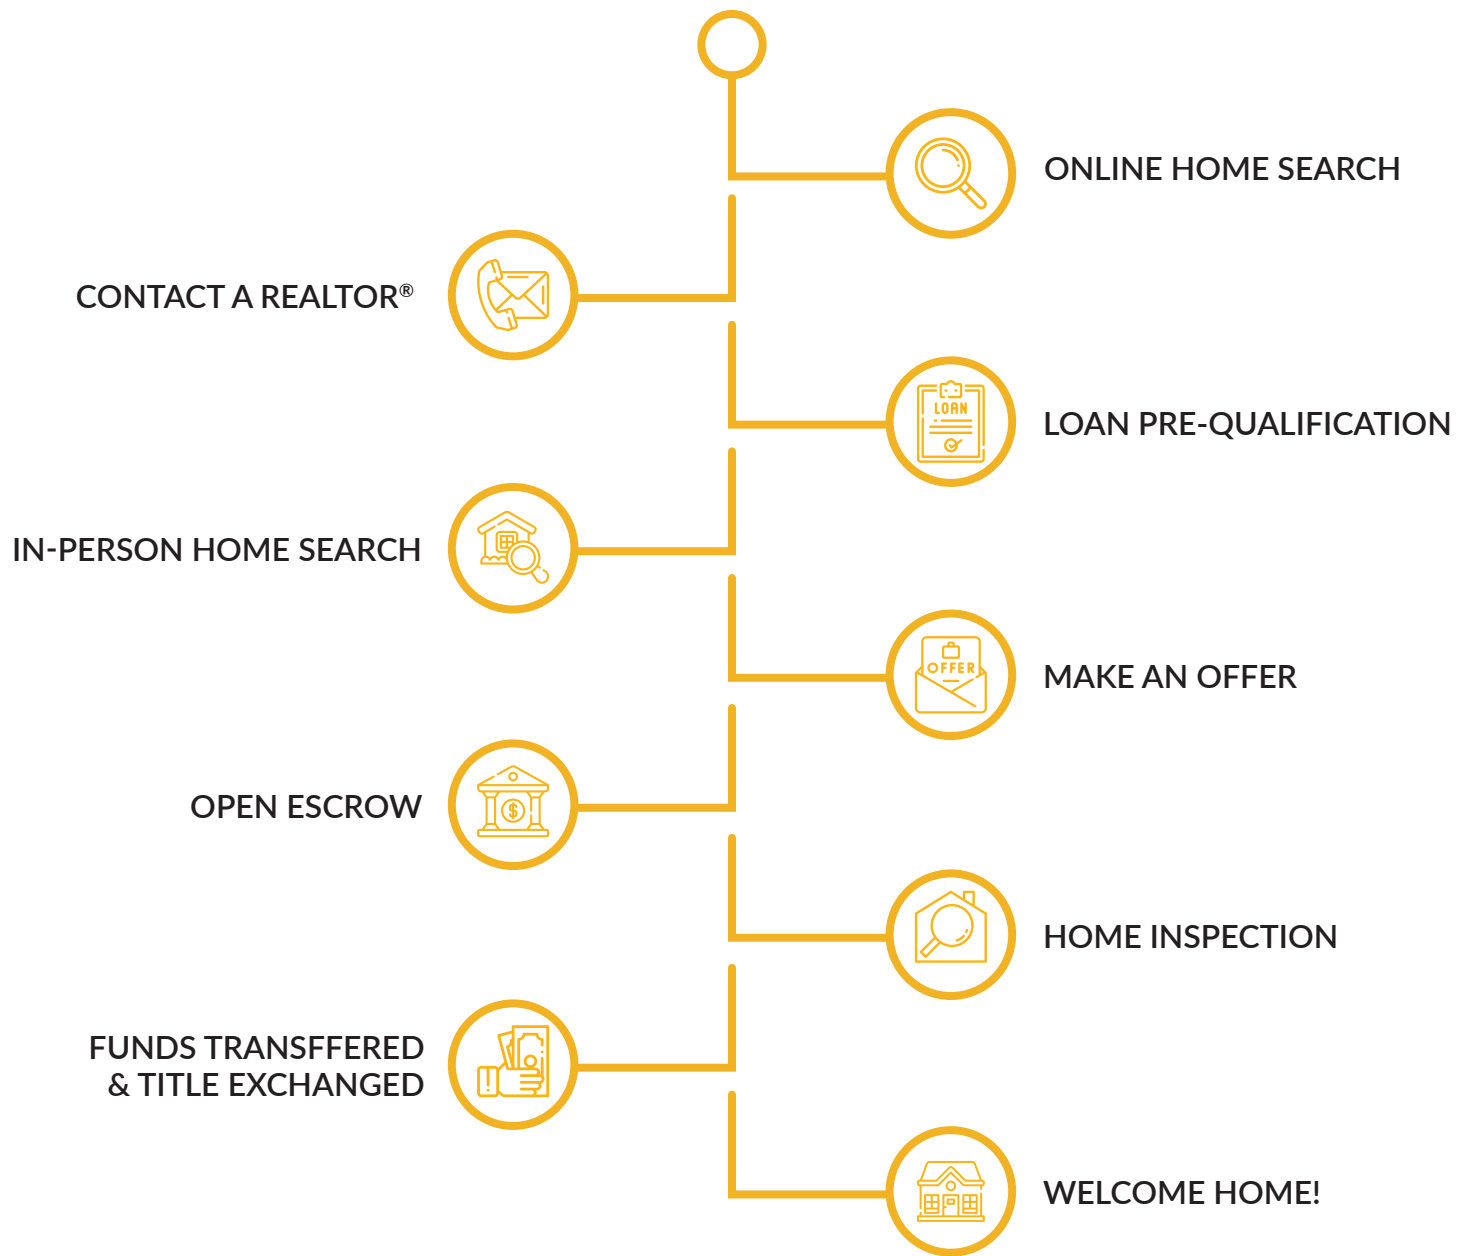 ONLINE HOME SEARCH
CONTACT A REALTOR®
LOAN
LOAN PRE-QUALIFICATION
IN-PERSON HOME SEARCH
OFFER
MAKE AN OFFER
OPEN ESCROW
$
HOME INSPECTION
FUNDS TRANSFFERED
& TITLE EXCHANGED
WELCOME HOME!